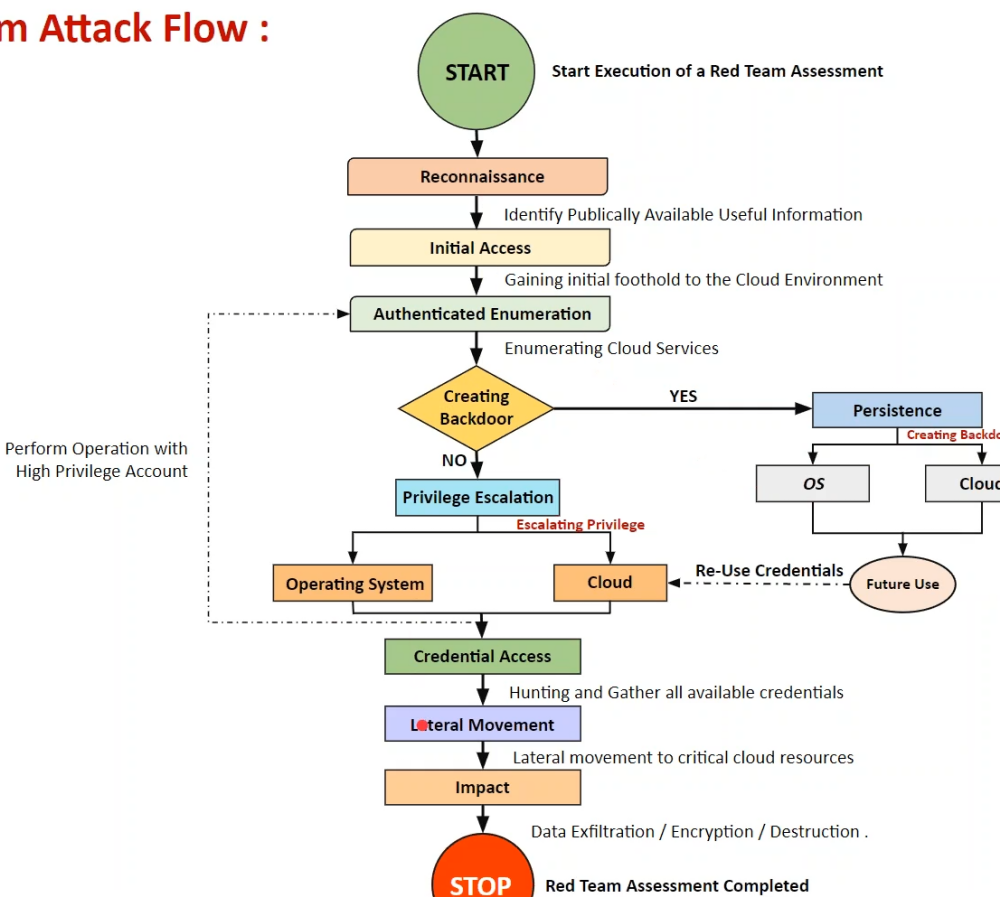 m Attack Flow :
START
Start Execution of a Red Team Assessment
Reconnaissance
Identify Publically Available Useful Information
Initial Access
Gaining initial foothold to the Cloud Environment
Authenticated Enumeration
Enumerating Cloud Services
Creating
Backdoor
YES
Persistence
Creating Backdo
OS
Cloud
NO
Perform Operation with
High Privilege Account
Privilege Escalation
Escalating Privilege
Operating System
Cloud
Re-Use Credentials
Future Use
Credential Access
Hunting and Gather all available credentials
Lateral Movement
Lateral movement to critical cloud resources
Impact
Data Exfiltration / Encryption / Destruction .
STOP
Red Team Assessment Completed